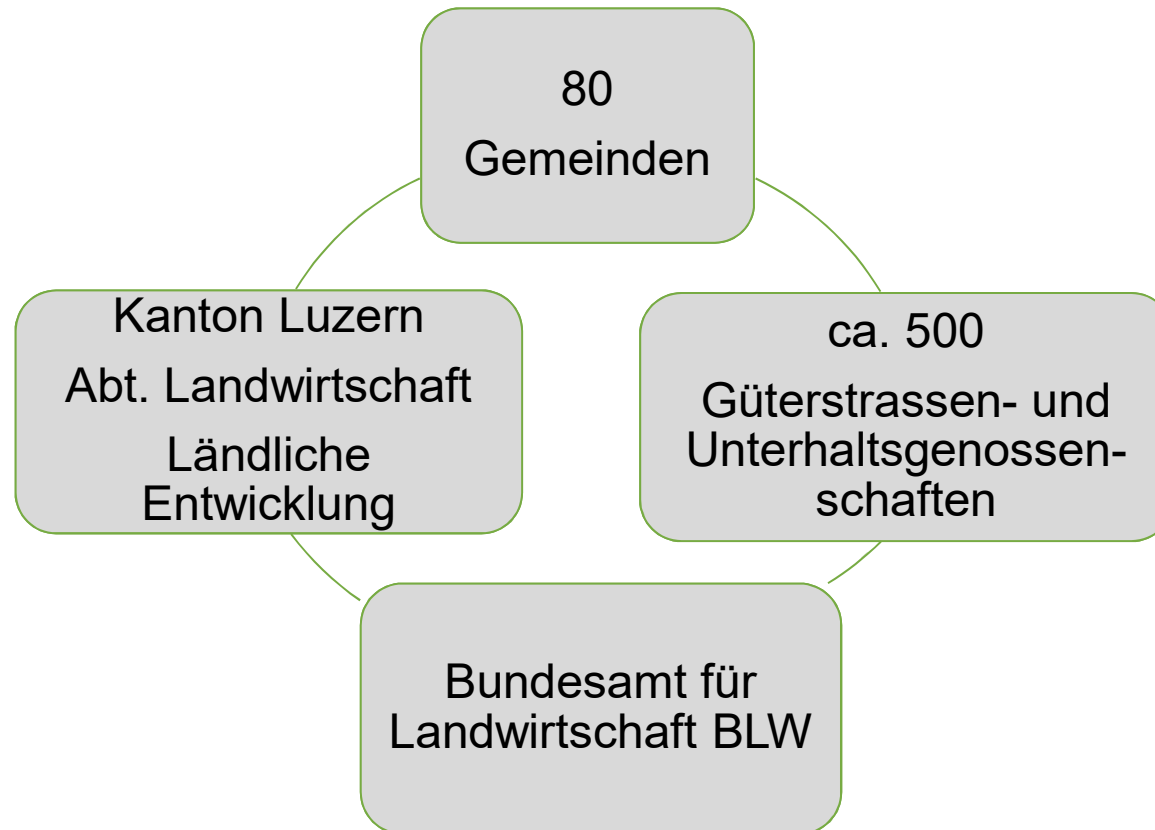 80
Gemeinden
Kanton Luzern
Abt. Landwirtschaft
Ländliche
Entwicklung
ca. 500
Güterstrassen- und
Unterhaltsgenossen-
schaften
Bundesamt für
Landwirtschaft BLW